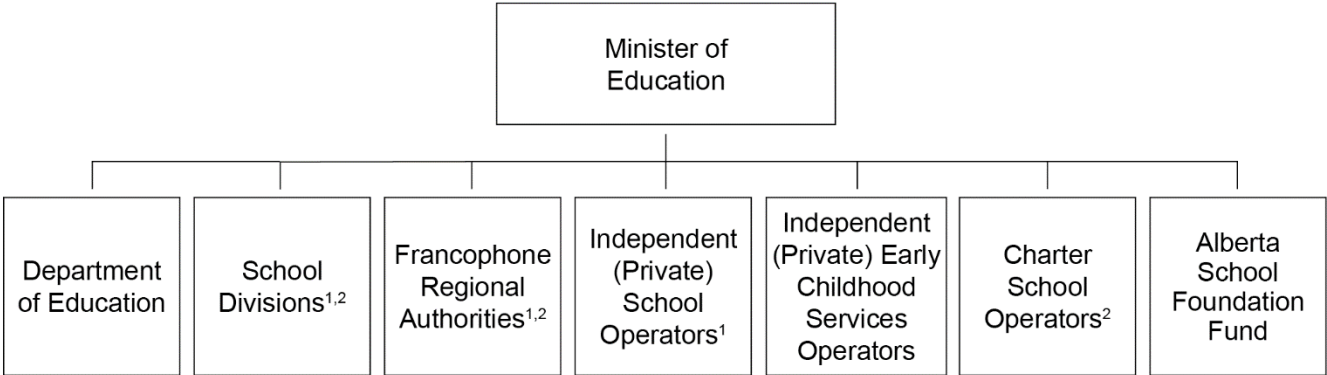 Minister of
Education
Department
of Education
School
Divisions¹,²
Francophone
Regional
Authorities¹,²
Independent
(Private)
School
Operators¹
Independent
(Private) Early
Childhood
Services
Operators
Charter
School
Operators²
Alberta
School
Foundation
Fund